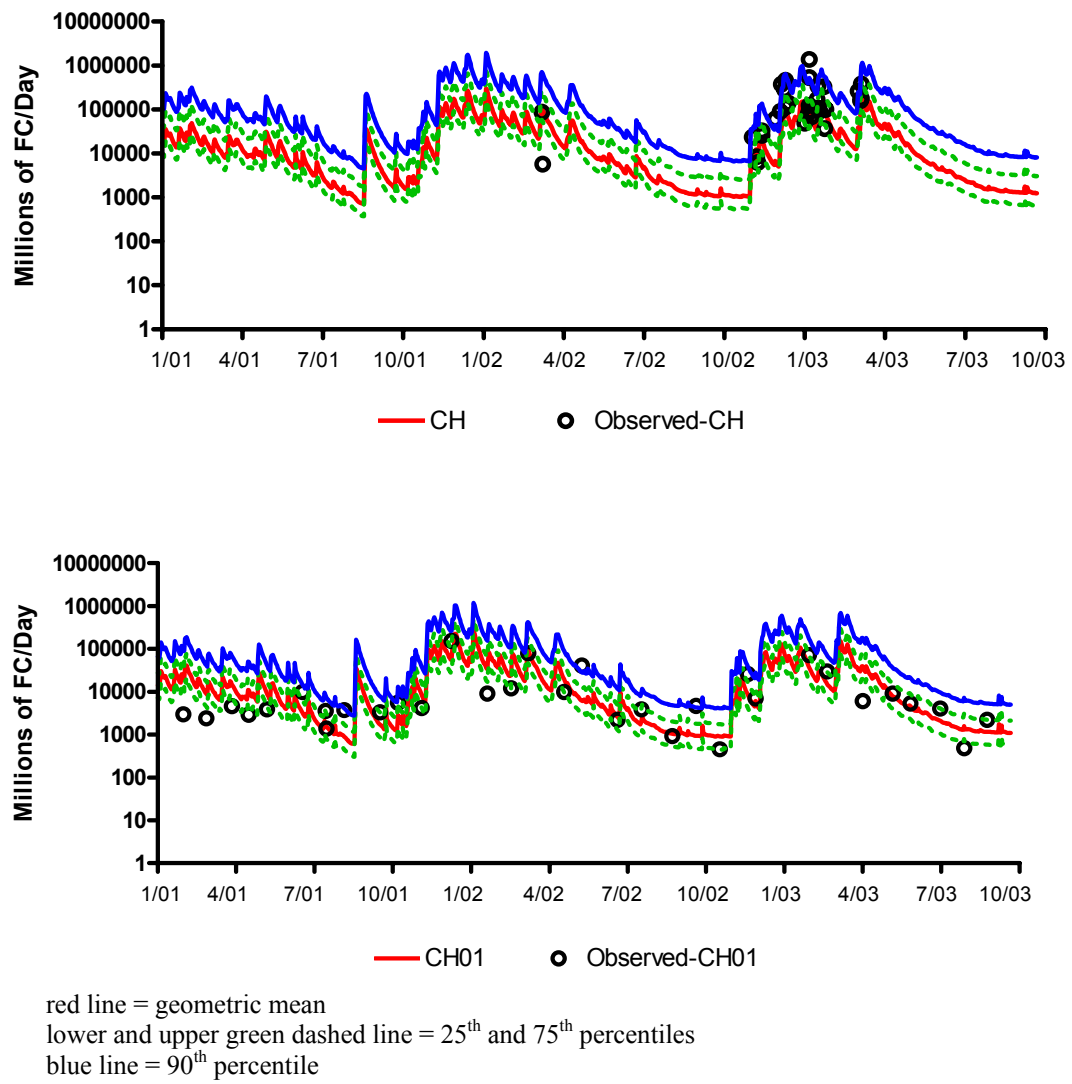 Millions of FC/Day
10000000
1000000
100000
10000
1000
100
10
1
1/01 4/01 7/01 10/01 1/02 4/02 7/02 10/02 1/03 4/03 7/03 10/03
CH Observed-CH
Millions of FC/Day
10000000
1000000
100000
10000
1000
100
10
1
1/01 4/01 7/01 10/01 1/02 4/02 7/02 10/02 1/03 4/03 7/03 10/03
CH01 Observed-CH01
red line = geometric mean
lower and upper green dashed line = 25th and 75th percentiles
blue line = 90th percentile